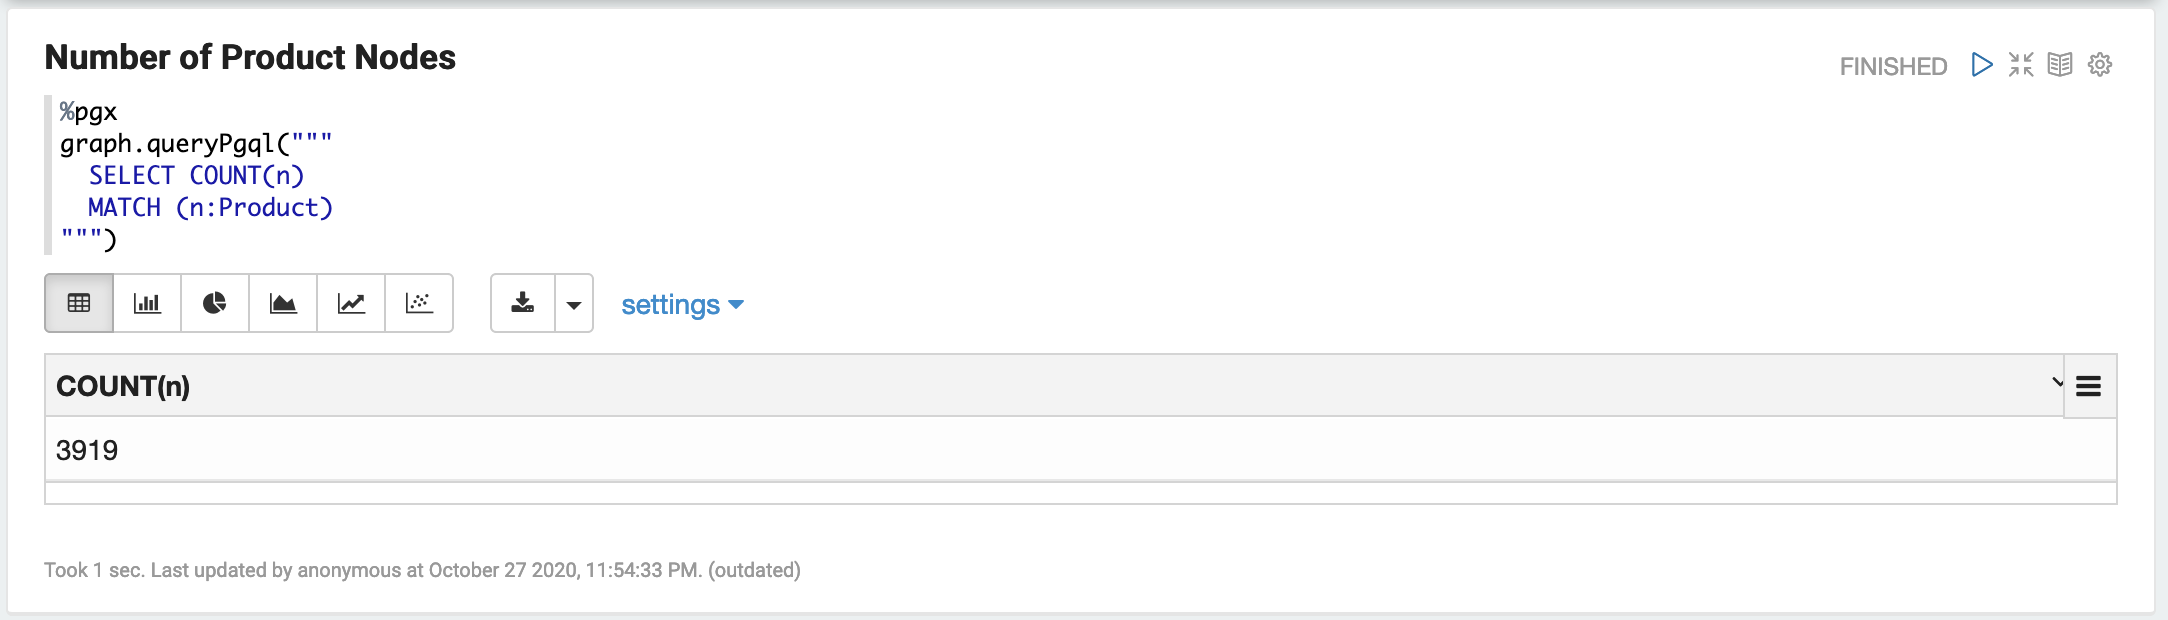 Number of Product Nodes
FINISHED
%pgx
graph.queryPgql("""
  SELECT COUNT(n)
  MATCH (n:Product)
""")
settings
COUNT(n)
3919
Took 1 sec. Last updated by anonymous at October 27 2020, 11:54:33 PM. (outdated)